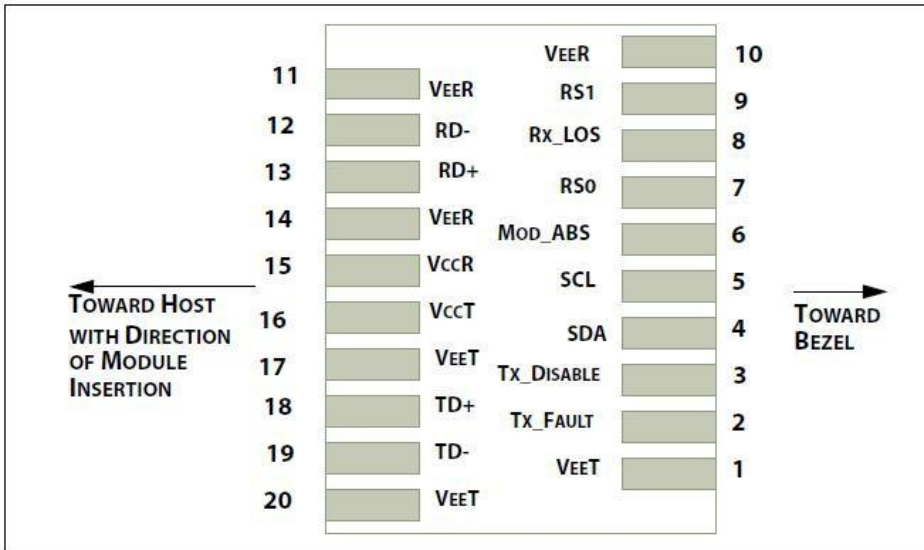 11
VEER
12
RD-
13
RD+
14
VEER
15
VCCR
16
VCCT
17
VEET
18
TD+
19
TD-
20
VEET
VEER
10
RS1
9
RX_LOS
8
RS0
7
MOD_ABS
6
SCL
5
SDA
4
TX_DISABLE
3
TX_FAULT
2
VEET
1
TOWARD HOST
WITH DIRECTION
OF MODULE
INSERTION
TOWARD
BEZEL